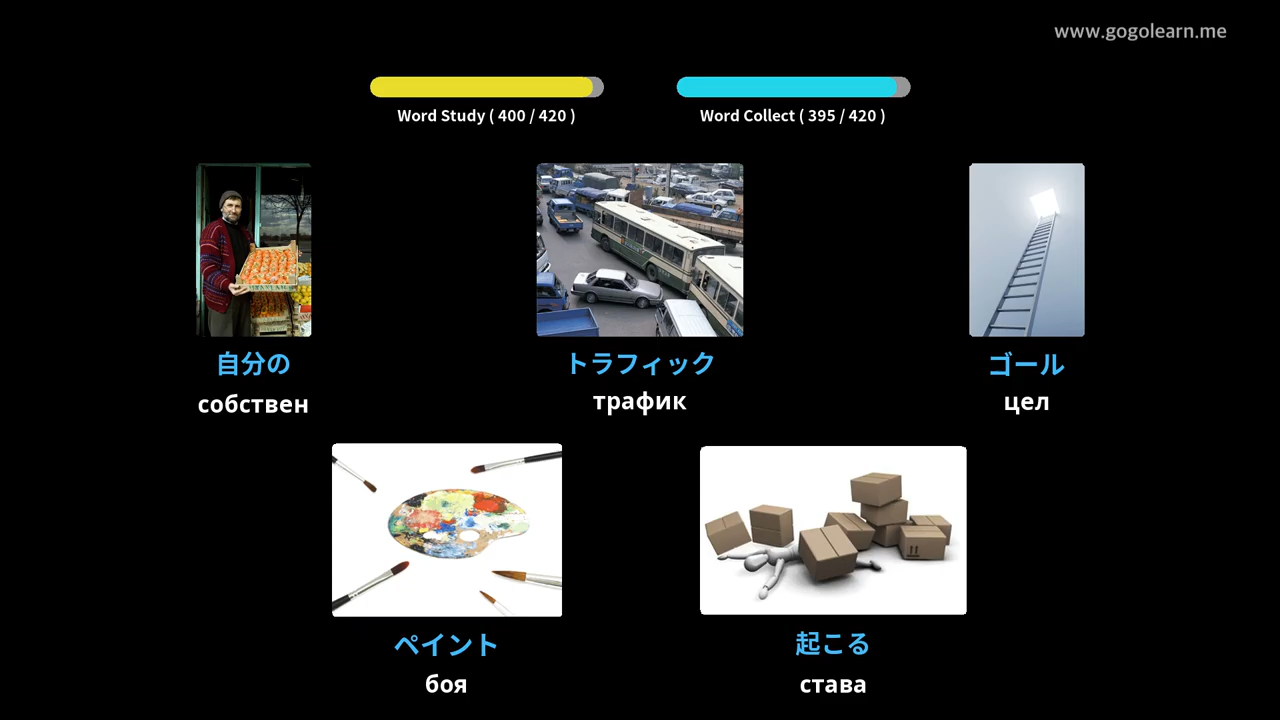 www.gogolearn.me
Word Study ( 400 / 420 )
Word Collect ( 395 / 420 )
自分の
собствен
トラフィック
трафик
ゴール
цел
ペイント
боя
起こる
става